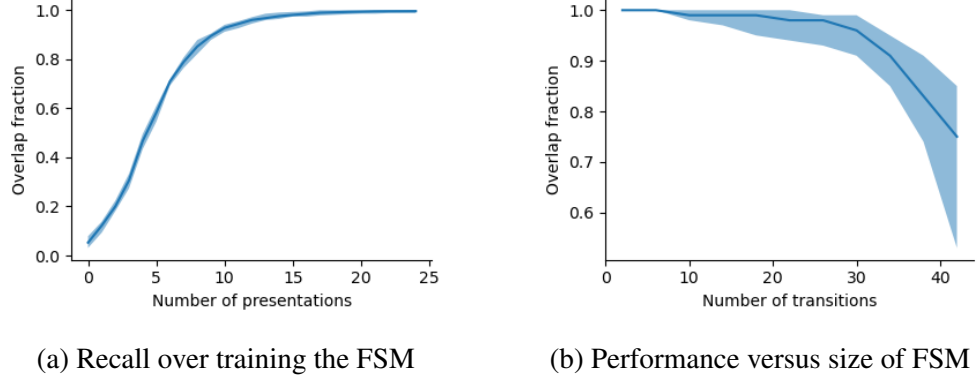 1.0
0.8
0.6
0.4
0.2
0.0
Overlap fraction
0 5 10 15 20 25
Number of presentations
(a) Recall over training the FSM
1.0
0.9
0.8
0.7
0.6
Overlap fraction
0 10 20 30 40
Number of transitions
(b) Performance versus size of FSM